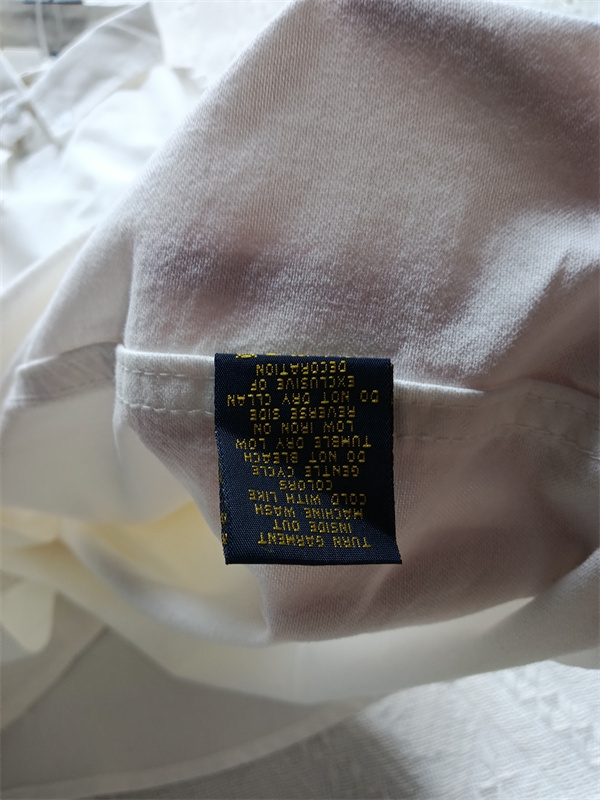 TURN GARMENT
INSIDE OUT
MACHINE WASH
COLD WITH LIKE
COLORS
GENTLE CYCLE
DO NOT BLEACH
TUMBLE DRY LOW
LOW IRON ON
REVERSE SIDE
DO NOT DRY CLAN
EXCLUSIVE OF
DECORATION